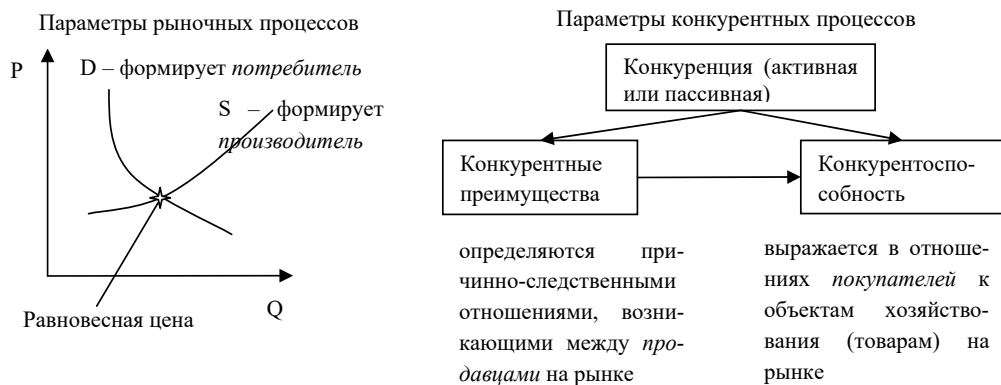 Параметры рыночных процессов
P
D – формирует потребитель
S – формирует
производитель
Q
Равновесная цена
Параметры конкурентных процессов
Конкуренция (активная
или пассивная)
Конкурентные
преимущества
Конкурентоспо-
собность
определяются при-
чинно-следственными
отношениями, возни-
кающими между про-
давцами на рынке
выражается в отноше-
ниях покупателей к
объектам хозяйство-
вания (товарам) на
рынке